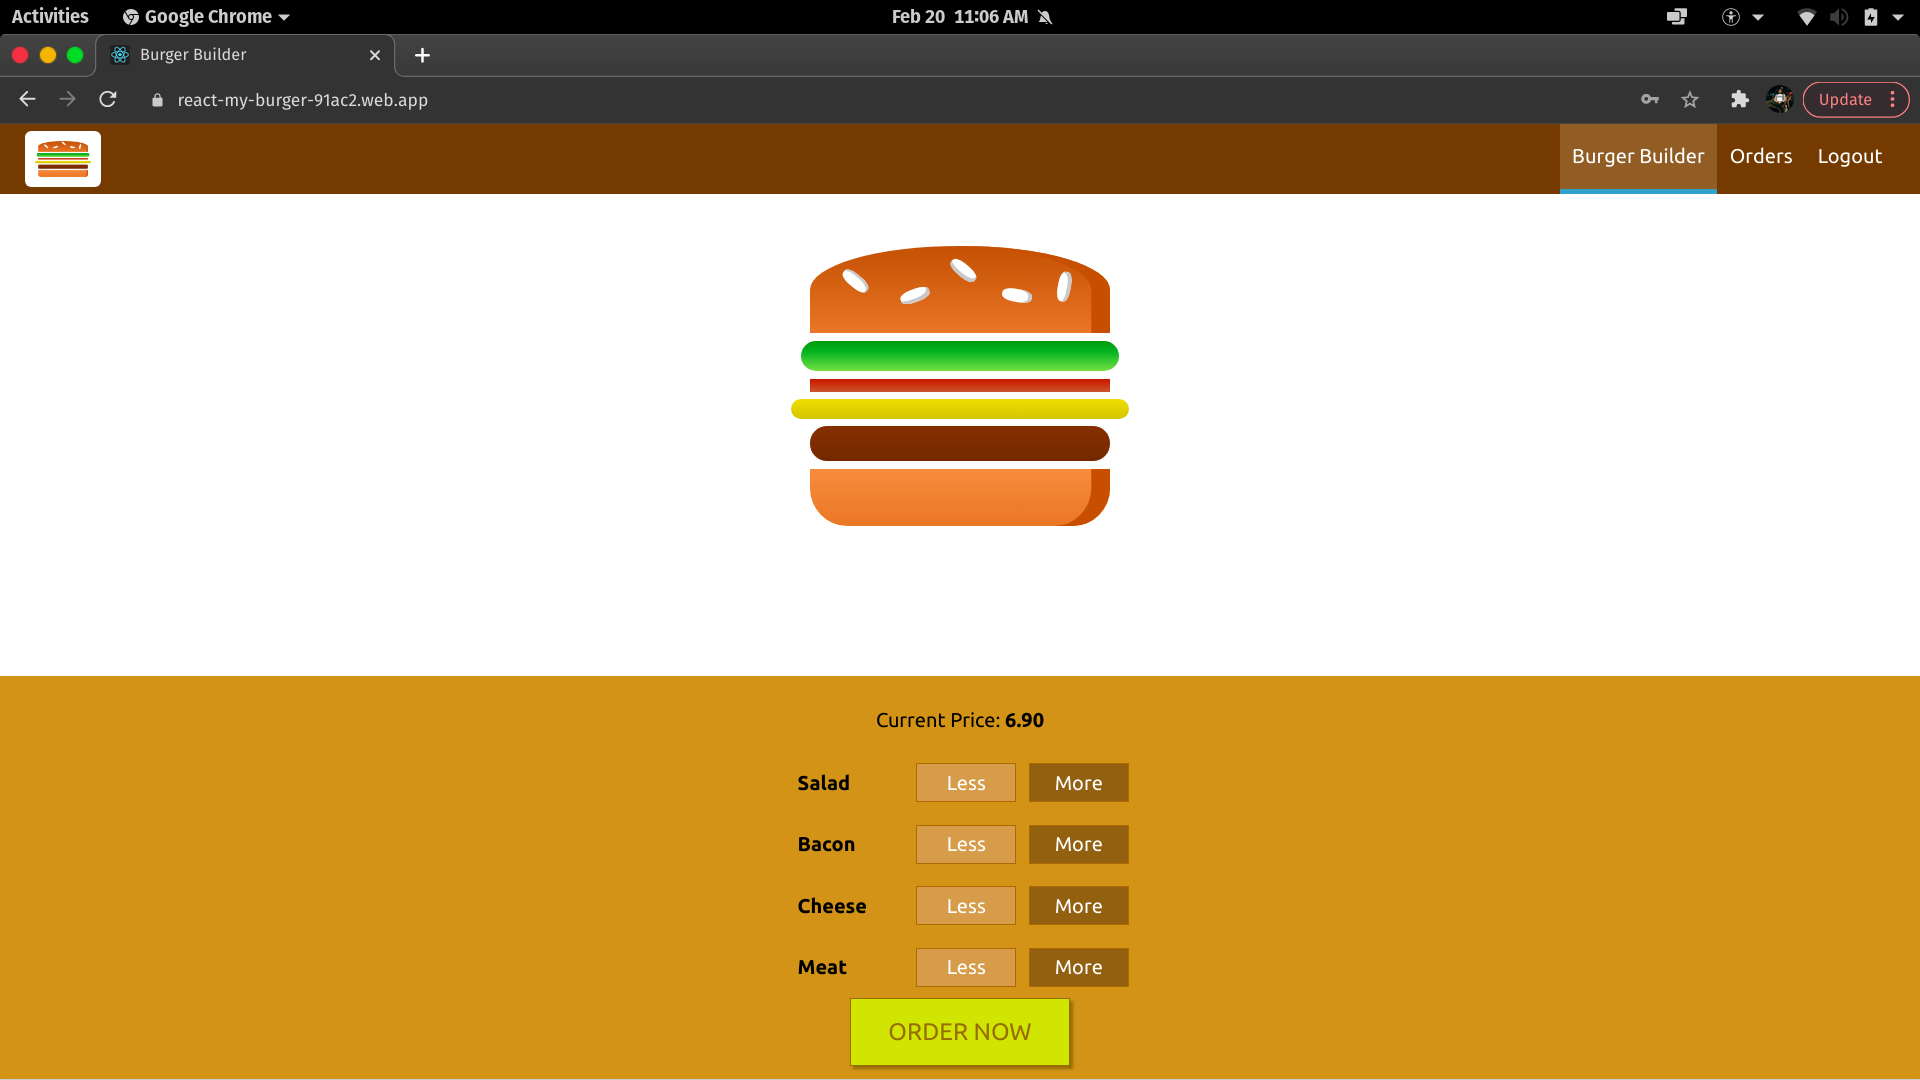 Activities Google Chrome Feb 20 11:06 AM
Burger Builder
react-my-burger-91ac2.web.app Update
Burger Builder Orders Logout
Current Price: 6.90
Salad Less More
Bacon Less More
Cheese Less More
Meat Less More
ORDER NOW